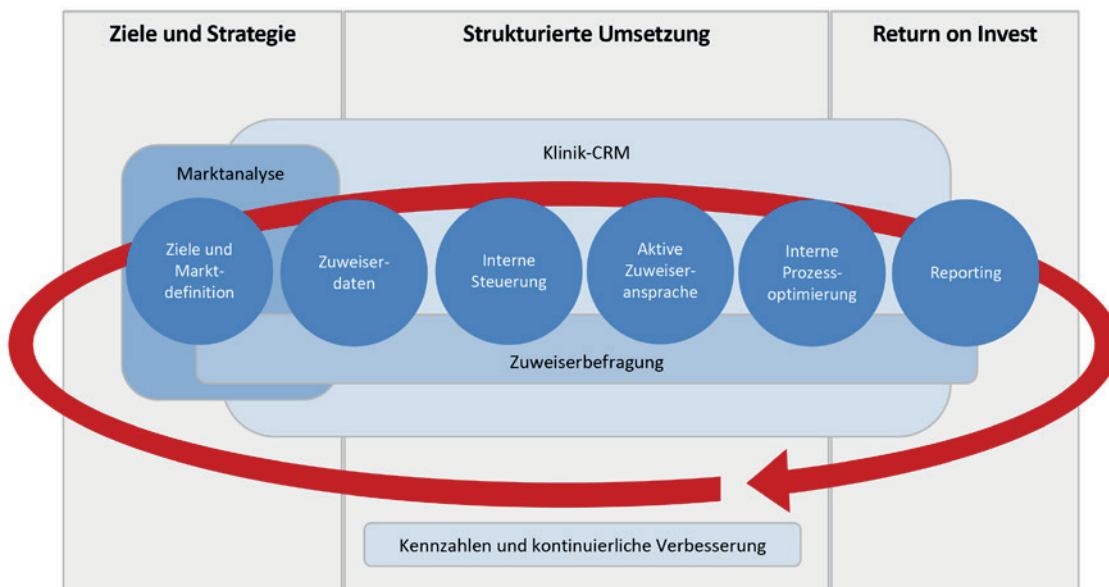 Ziele und Strategie
Strukturierte Umsetzung
Return on Invest
Klinik-CRM
Marktanalyse
Ziele und
Markt-
definition
Zuweiser-
daten
Interne
Steuerung
Aktive
Zuweiser-
ansprache
Interne
Prozess-
optimierung
Reporting
Zuweiserbefragung
Kennzahlen und kontinuierliche Verbesserung